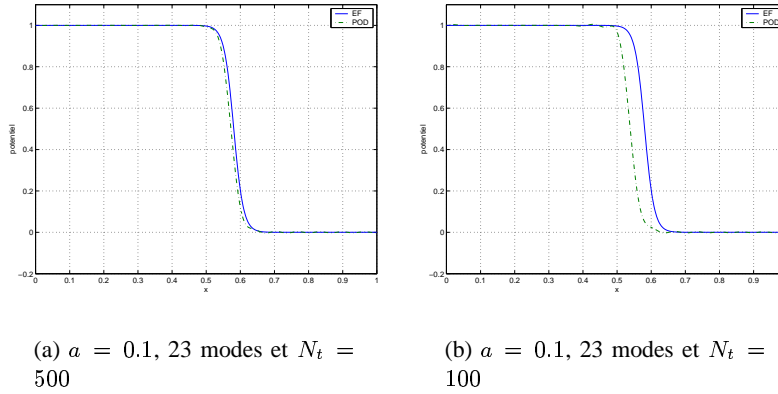 EF
POD
1
0.8
0.6
0.4
0.2
0
−0.2
potentiel
0 0.1 0.2 0.3 0.4 0.5 0.6 0.7 0.8 0.9 1
x
(a) a = 0.1, 23 modes et N_t =
500
EF
POD
1
0.8
0.6
0.4
0.2
0
−0.2
potentiel
0 0.1 0.2 0.3 0.4 0.5 0.6 0.7 0.8 0.9
x
(b) a = 0.1, 23 modes et N_t =
100